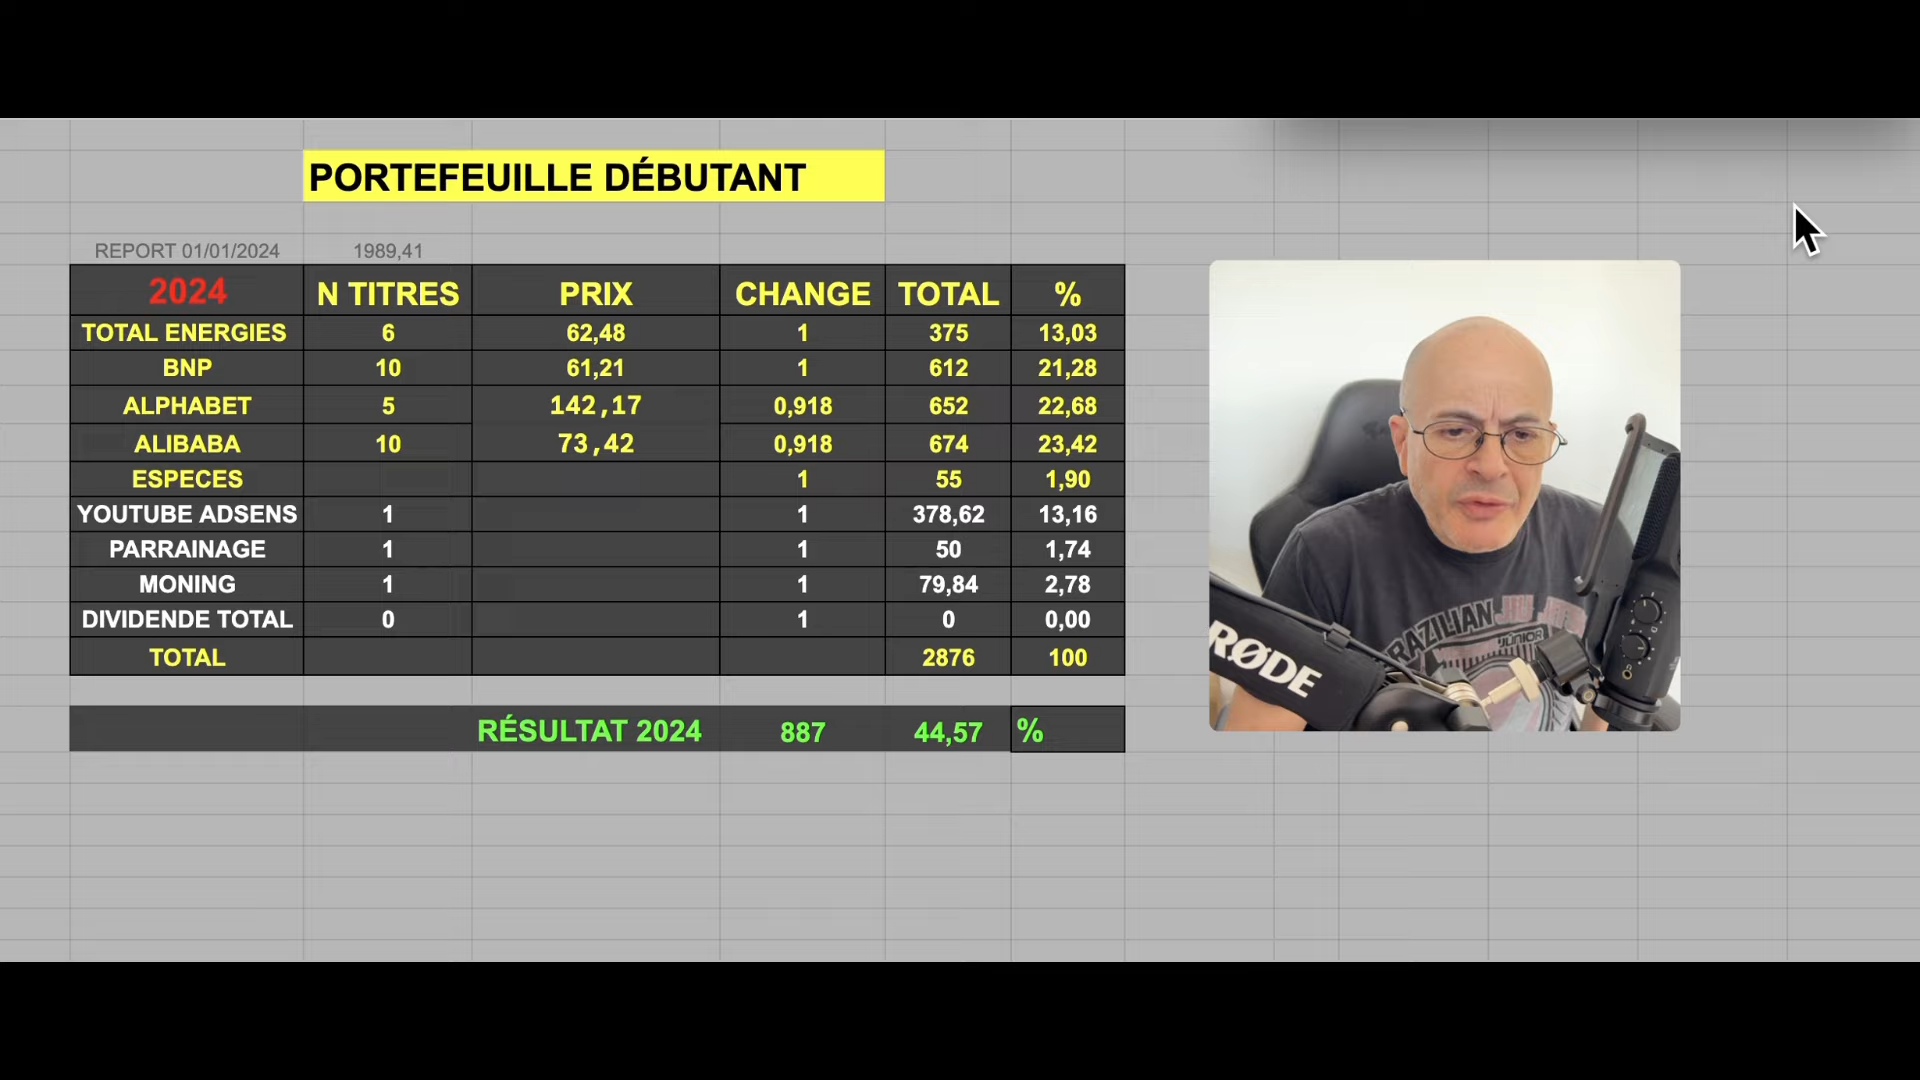 PORTEFEUILLE DÉBUTANT
REPORT 01/01/2024 1989,41
2024 N TITRES PRIX CHANGE TOTAL %
TOTAL ENERGIES 6 62,48 1 375 13,03
BNP 10 61,21 1 612 21,28
ALPHABET 5 142,17 0,918 652 22,68
ALIBABA 10 73,42 0,918 674 23,42
ESPECES 1 55 1,90
YOUTUBE ADSENS 1 1 378,62 13,16
PARRAINAGE 1 1 50 1,74
MONING 1 1 79,84 2,78
DIVIDENDE TOTAL 0 1 0 0,00
TOTAL 2876 100
RÉSULTAT 2024 887 44,57 %
RØDE
JÚNIOR